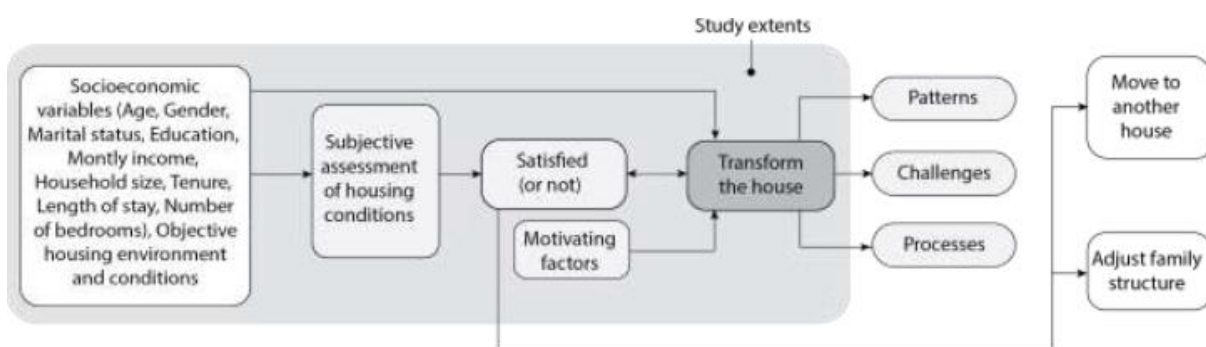 Study extents
Socioeconomic
variables (Age, Gender,
Marital status, Education,
Montly income,
Household size, Tenure,
Length of stay, Number
of bedrooms), Objective
housing environment
and conditions
Subjective
assessment
of housing
conditions
Satisfied
(or not)
Motivating
factors
Transform
the house
Patterns
Challenges
Processes
Move to
another
house
Adjust family
structure